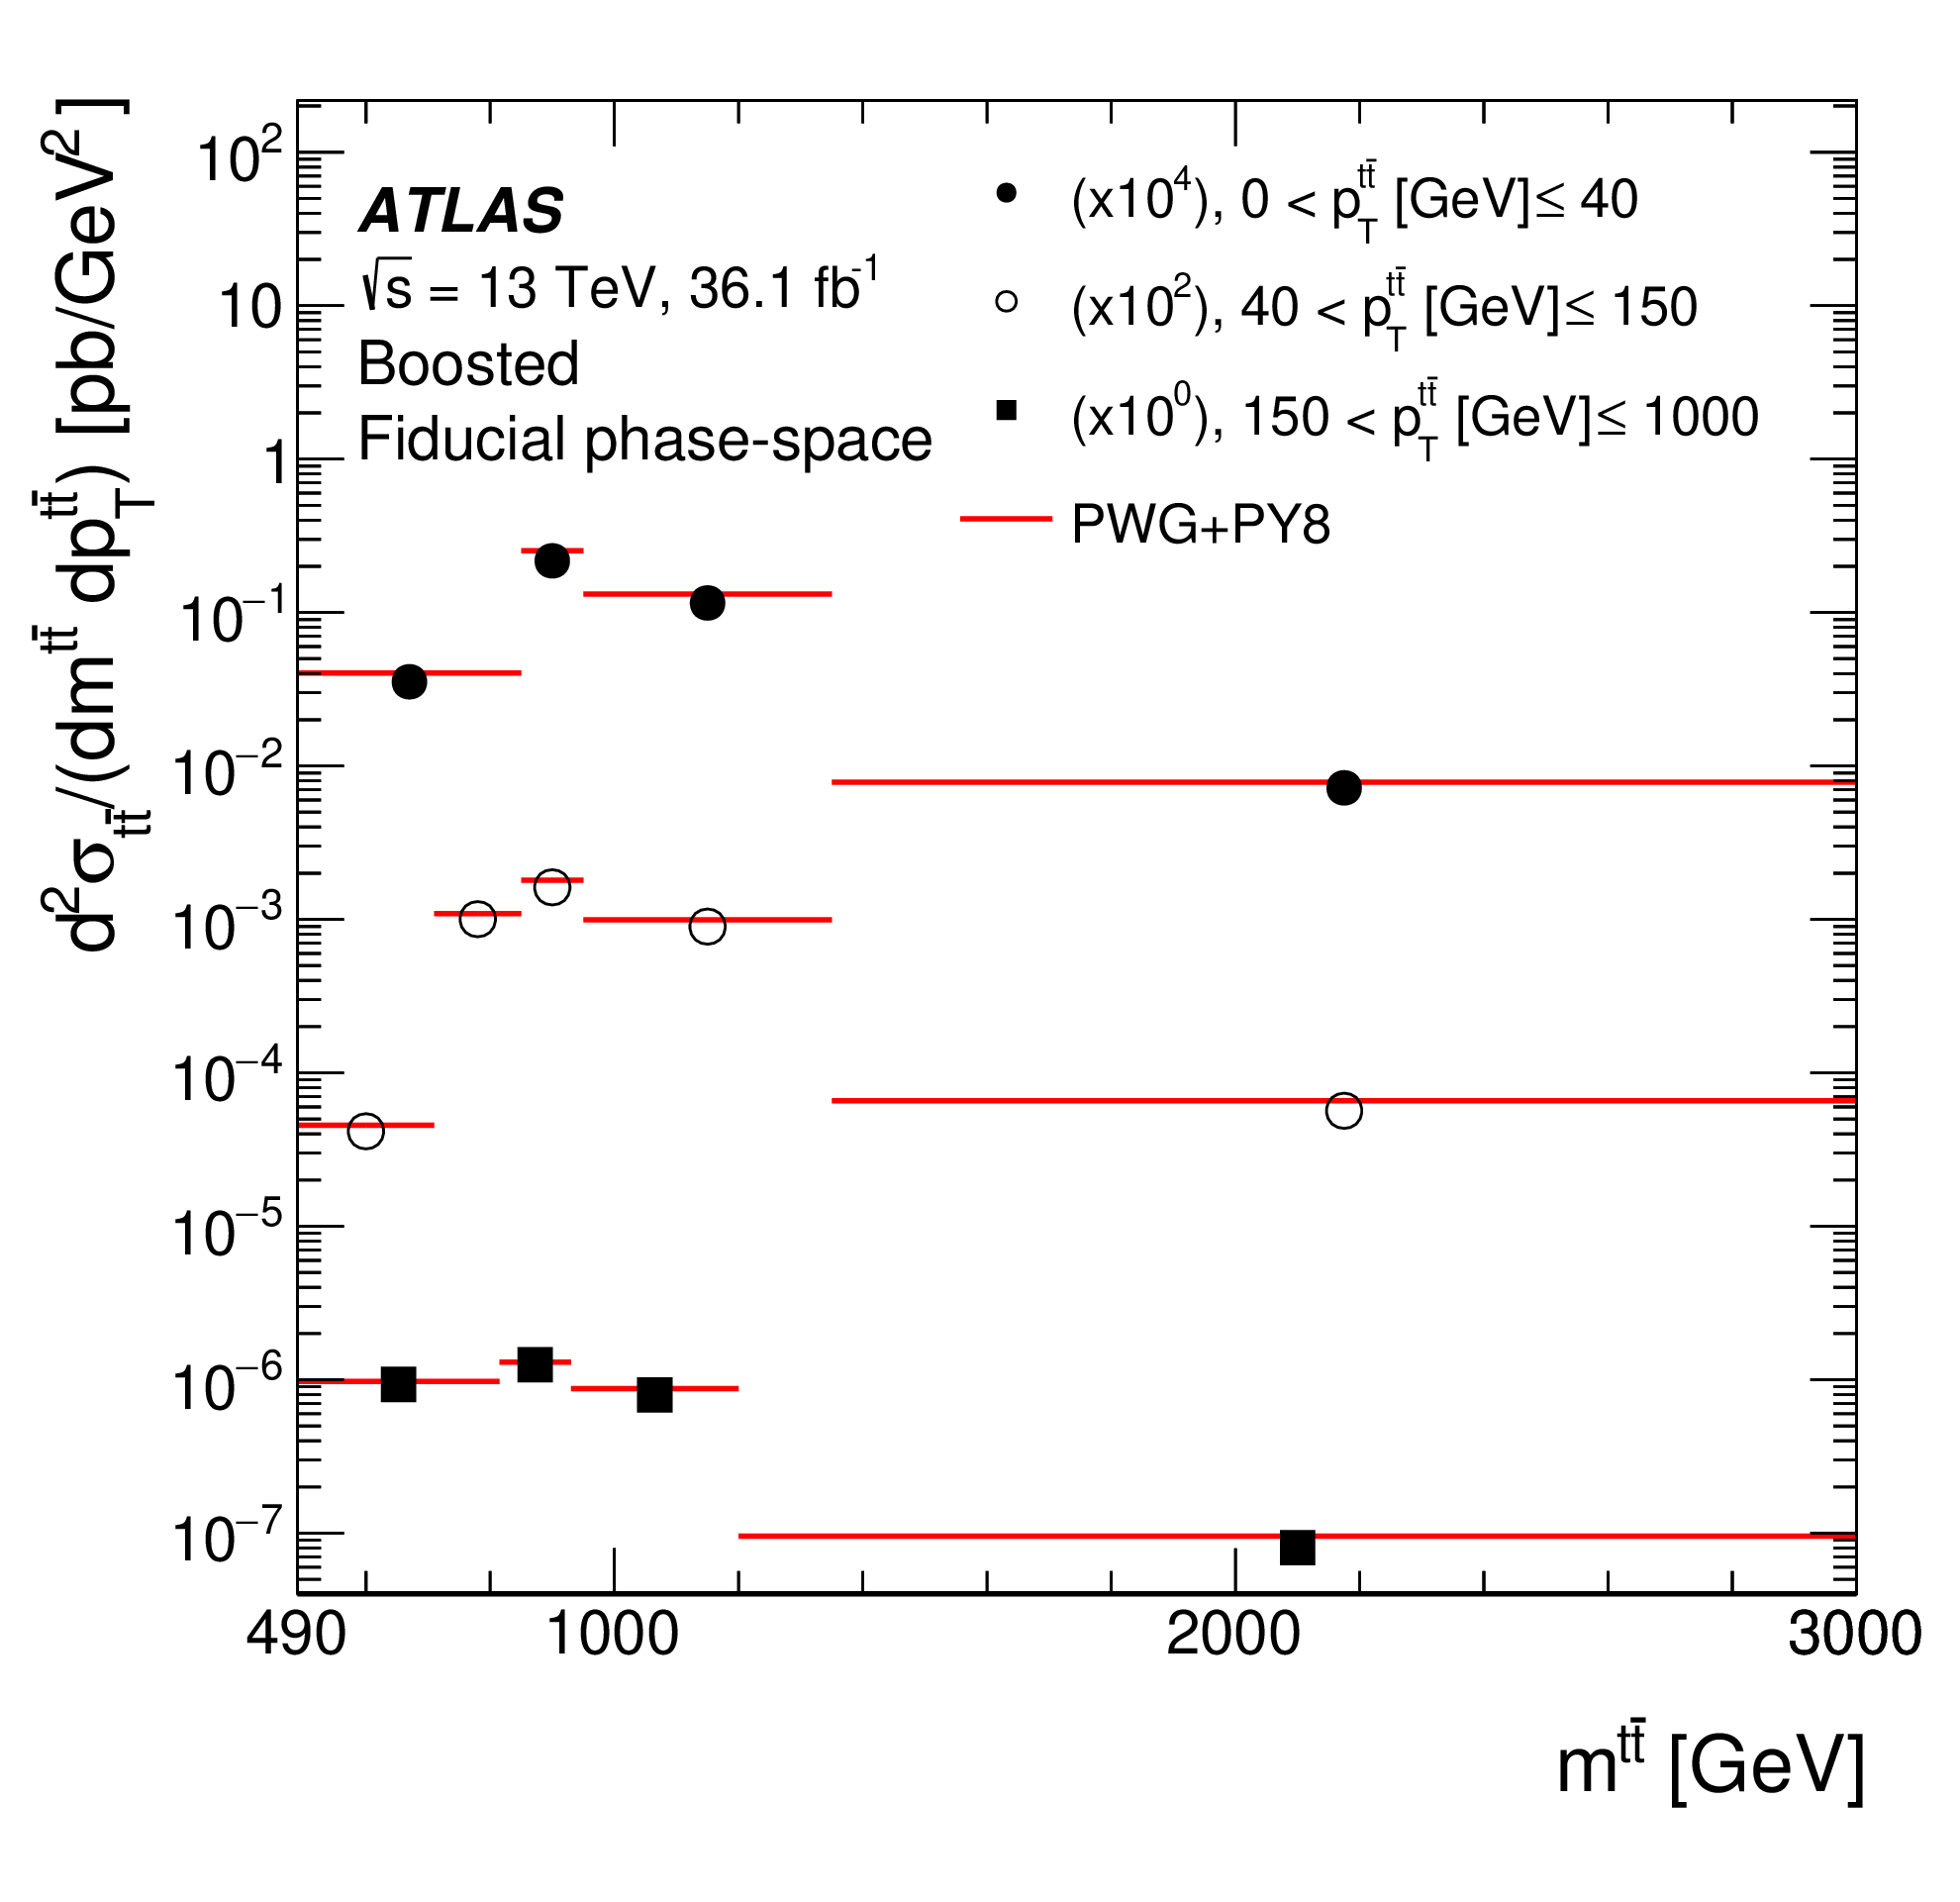 d²σ_tt̄/(dm^tt̄ dp_T^tt̄) [pb/GeV²]
10²
10
1
10⁻¹
10⁻²
10⁻³
10⁻⁴
10⁻⁵
10⁻⁶
10⁻⁷
ATLAS
√s = 13 TeV, 36.1 fb⁻¹
Boosted
Fiducial phase-space
(x10⁴), 0 < p_T^tt̄ [GeV]≤ 40
(x10²), 40 < p_T^tt̄ [GeV]≤ 150
(x10⁰), 150 < p_T^tt̄ [GeV]≤ 1000
PWG+PY8
490 1000 2000 3000
m^tt̄ [GeV]